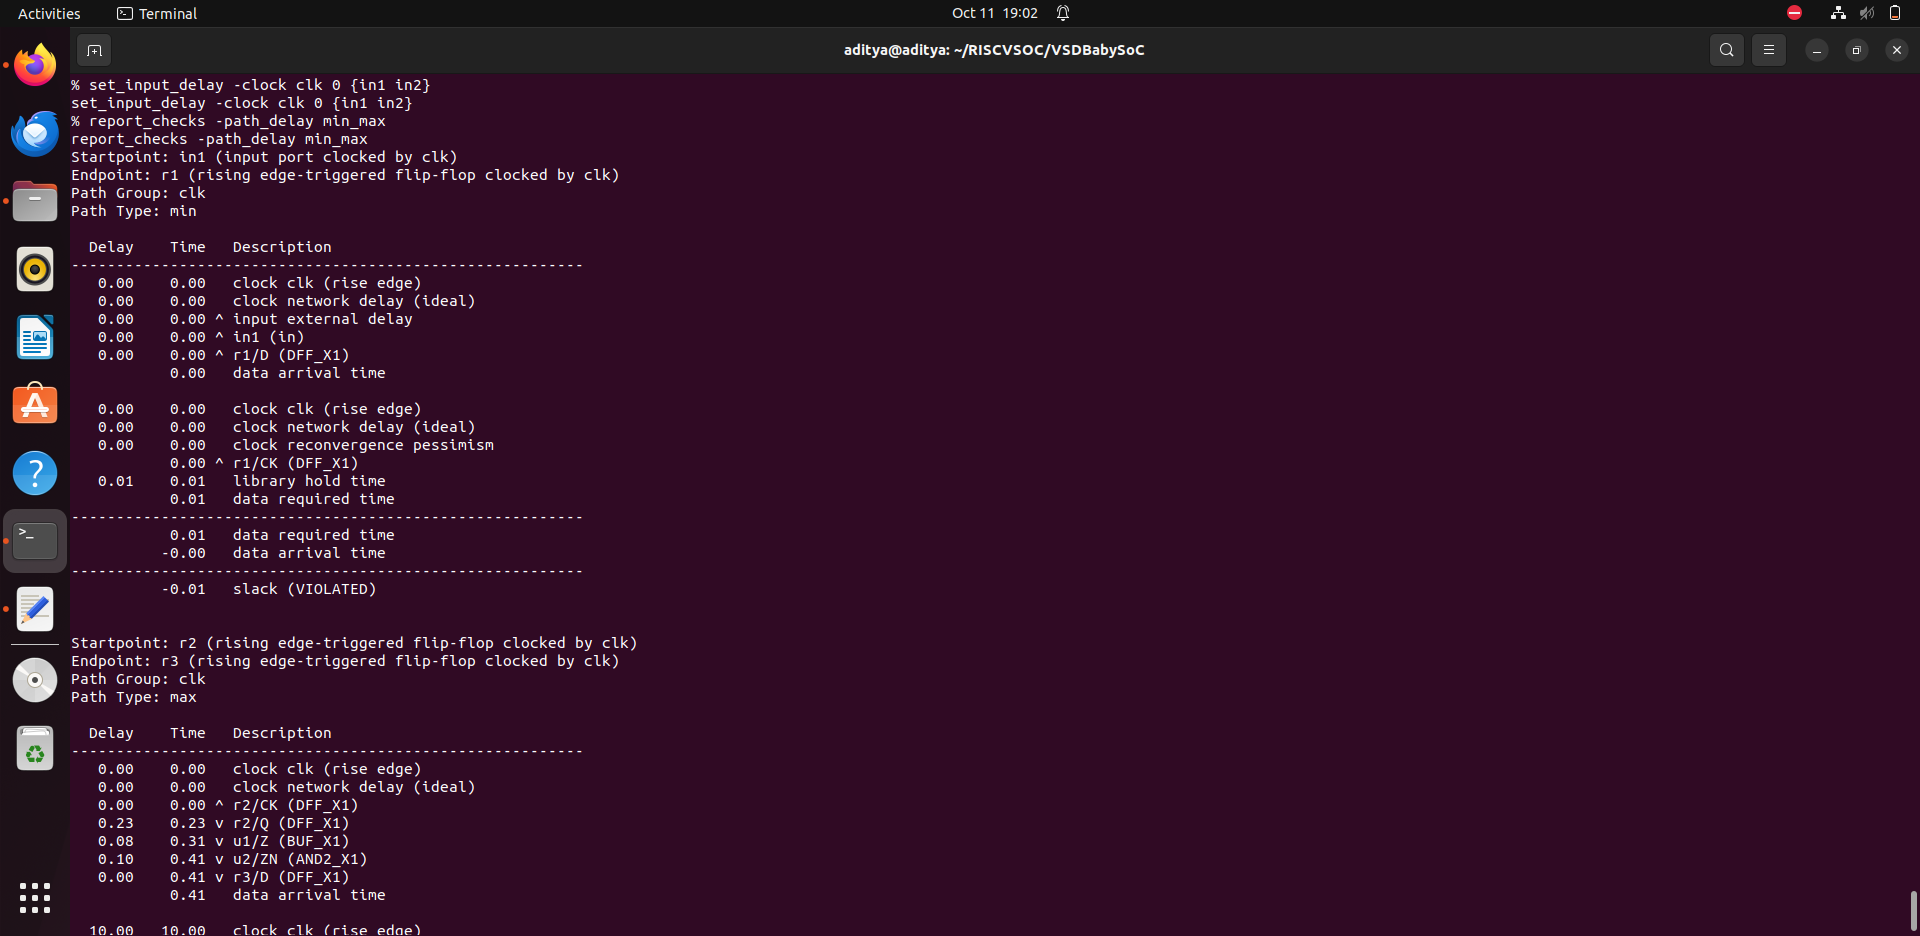 Activities
Terminal
Oct 11 19:02
aditya@aditya: ~/RISCVSOC/VSDBabySoC
% set_input_delay -clock clk 0 {in1 in2}
set_input_delay -clock clk 0 {in1 in2}
% report_checks -path_delay min_max
report_checks -path_delay min_max
Startpoint: in1 (input port clocked by clk)
Endpoint: r1 (rising edge-triggered flip-flop clocked by clk)
Path Group: clk
Path Type: min

  Delay    Time   Description
---------------------------------------------------------
   0.00    0.00   clock clk (rise edge)
   0.00    0.00   clock network delay (ideal)
   0.00    0.00 ^ input external delay
   0.00    0.00 ^ in1 (in)
   0.00    0.00 ^ r1/D (DFF_X1)
           0.00   data arrival time

   0.00    0.00   clock clk (rise edge)
   0.00    0.00   clock network delay (ideal)
   0.00    0.00   clock reconvergence pessimism
           0.00 ^ r1/CK (DFF_X1)
   0.01    0.01   library hold time
           0.01   data required time
---------------------------------------------------------
           0.01   data required time
          -0.00   data arrival time
---------------------------------------------------------
          -0.01   slack (VIOLATED)

Startpoint: r2 (rising edge-triggered flip-flop clocked by clk)
Endpoint: r3 (rising edge-triggered flip-flop clocked by clk)
Path Group: clk
Path Type: max

  Delay    Time   Description
---------------------------------------------------------
   0.00    0.00   clock clk (rise edge)
   0.00    0.00   clock network delay (ideal)
   0.00    0.00 ^ r2/CK (DFF_X1)
   0.23    0.23 v r2/Q (DFF_X1)
   0.08    0.31 v u1/Z (BUF_X1)
   0.10    0.41 v u2/ZN (AND2_X1)
   0.00    0.41 v r3/D (DFF_X1)
           0.41   data arrival time

  10.00   10.00   clock clk (rise edge)